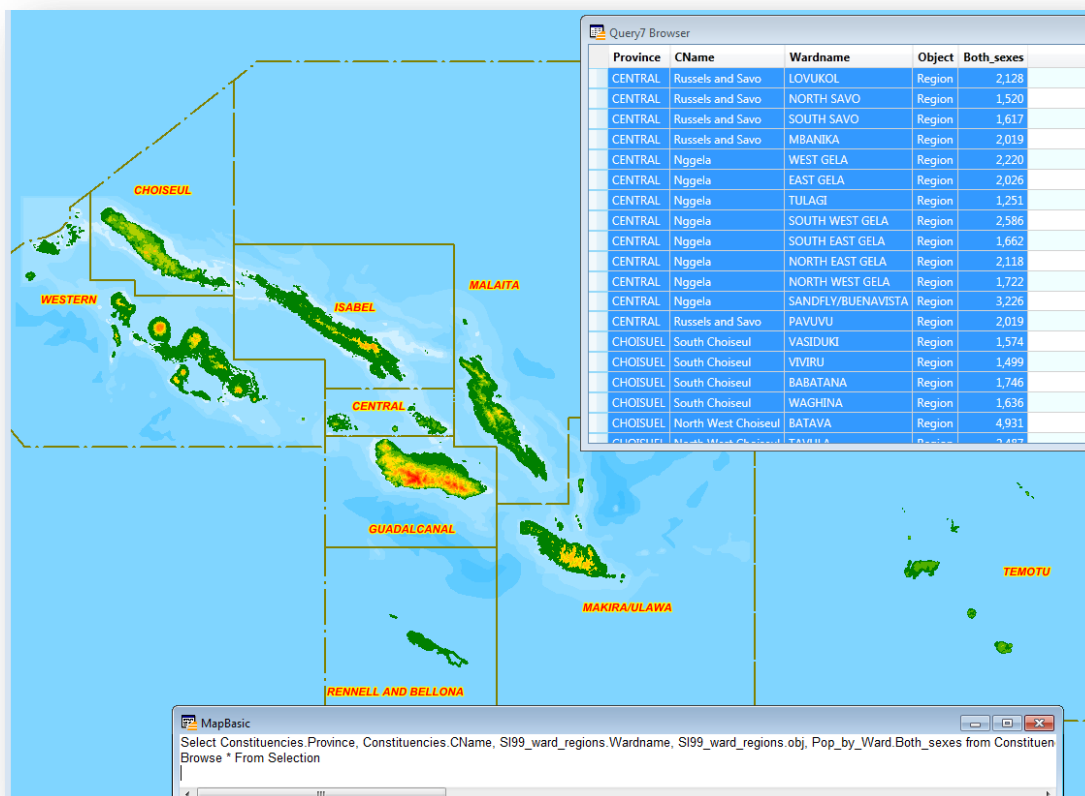 Query7 Browser
Province CName Wardname Object Both_sexes
CENTRAL Russels and Savo LOVUKOL Region 2,128
CENTRAL Russels and Savo NORTH SAVO Region 1,520
CENTRAL Russels and Savo SOUTH SAVO Region 1,617
CENTRAL Russels and Savo MBANIKA Region 2,019
CENTRAL Nggela WEST GELA Region 2,220
CENTRAL Nggela EAST GELA Region 2,026
CENTRAL Nggela TULAGI Region 1,251
CENTRAL Nggela SOUTH WEST GELA Region 2,586
CENTRAL Nggela SOUTH EAST GELA Region 1,662
CENTRAL Nggela NORTH EAST GELA Region 2,118
CENTRAL Nggela NORTH WEST GELA Region 1,722
CENTRAL Nggela SANDFLY/BUENAVISTA Region 3,226
CENTRAL Russels and Savo PAVUVU Region 2,019
CHOISUEL South Choiseul VASIDUKI Region 1,574
CHOISUEL South Choiseul VIVIRU Region 1,499
CHOISUEL South Choiseul BABATANA Region 1,746
CHOISUEL South Choiseul WAGHINA Region 1,636
CHOISUEL North West Choiseul BATAVA Region 4,931
CHOISUEL North West Choiseul TAVULA Region 2,487
CHOISEUL
WESTERN
ISABEL
MALAITA
CENTRAL
GUADALCANAL
MAKIRA/ULAWA
TEMOTU
RENNELL AND BELLONA
MapBasic
Select Constituencies.Province, Constituencies.CName, SI99_ward_regions.Wardname, SI99_ward_regions.obj, Pop_by_Ward.Both_sexes from Constituen
Browse * From Selection